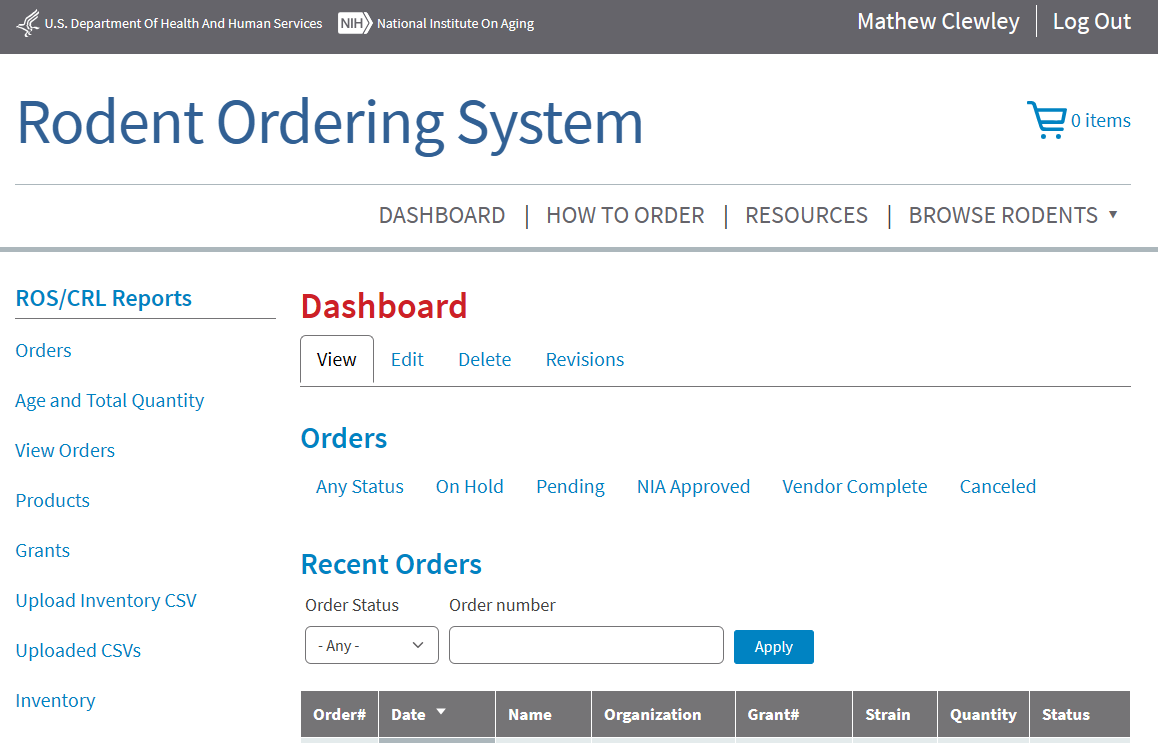 U.S. Department Of Health And Human Services NIH National Institute On Aging Mathew Clewley Log Out
Rodent Ordering System 0 items
DASHBOARD | HOW TO ORDER | RESOURCES | BROWSE RODENTS
ROS/CRL Reports
Orders
Age and Total Quantity
View Orders
Products
Grants
Upload Inventory CSV
Uploaded CSVs
Inventory
Dashboard
View Edit Delete Revisions
Orders
Any Status On Hold Pending NIA Approved Vendor Complete Canceled
Recent Orders
Order Status Order number
- Any - Apply
Order# Date Name Organization Grant# Strain Quantity Status